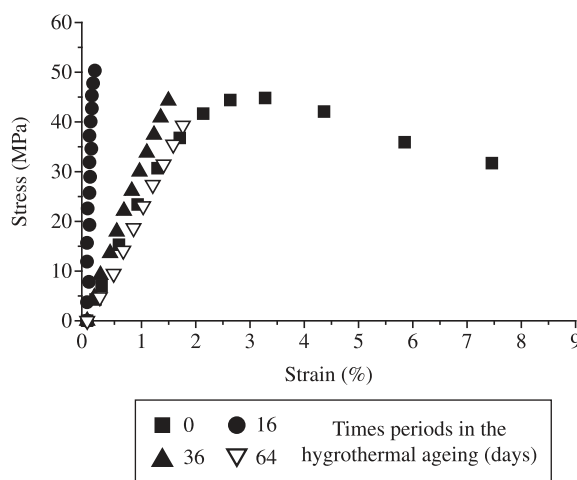 60
50
40
30
20
10
0
Stress (MPa)
0 1 2 3 4 5 6 7 8 9
Strain (%)
0 16 Times periods in the
36 64 hygrothermal ageing (days)